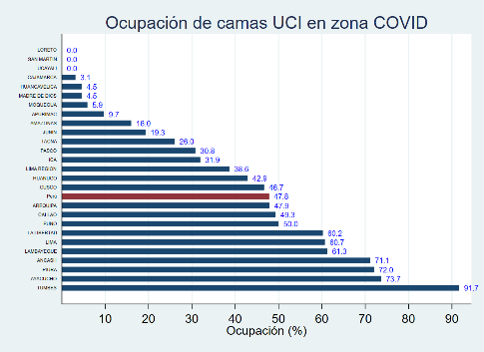 Ocupación de camas UCI en zona COVID
LORETO 0.0
SAN MARTIN 0.0
UCAYALI 0.0
CAJAMARCA 3.1
HUANCAVELICA 4.5
MADRE DE DIOS 4.5
MOQUEGUA 5.9
APURIMAC 9.7
AMAZONAS 16.0
JUNIN 19.3
TACNA 26.0
PASCO 30.8
ICA 31.9
LIMA REGION 38.6
HUANUCO 42.9
CUSCO 46.7
Perú 47.8
AREQUIPA 47.9
CALLAO 49.3
PUNO 50.0
LA LIBERTAD 60.2
LIMA 60.7
LAMBAYEQUE 61.3
ANCASH 71.1
PIURA 72.0
AYACUCHO 73.7
TUMBES 91.7
10 20 30 40 50 60 70 80 90
Ocupación (%)